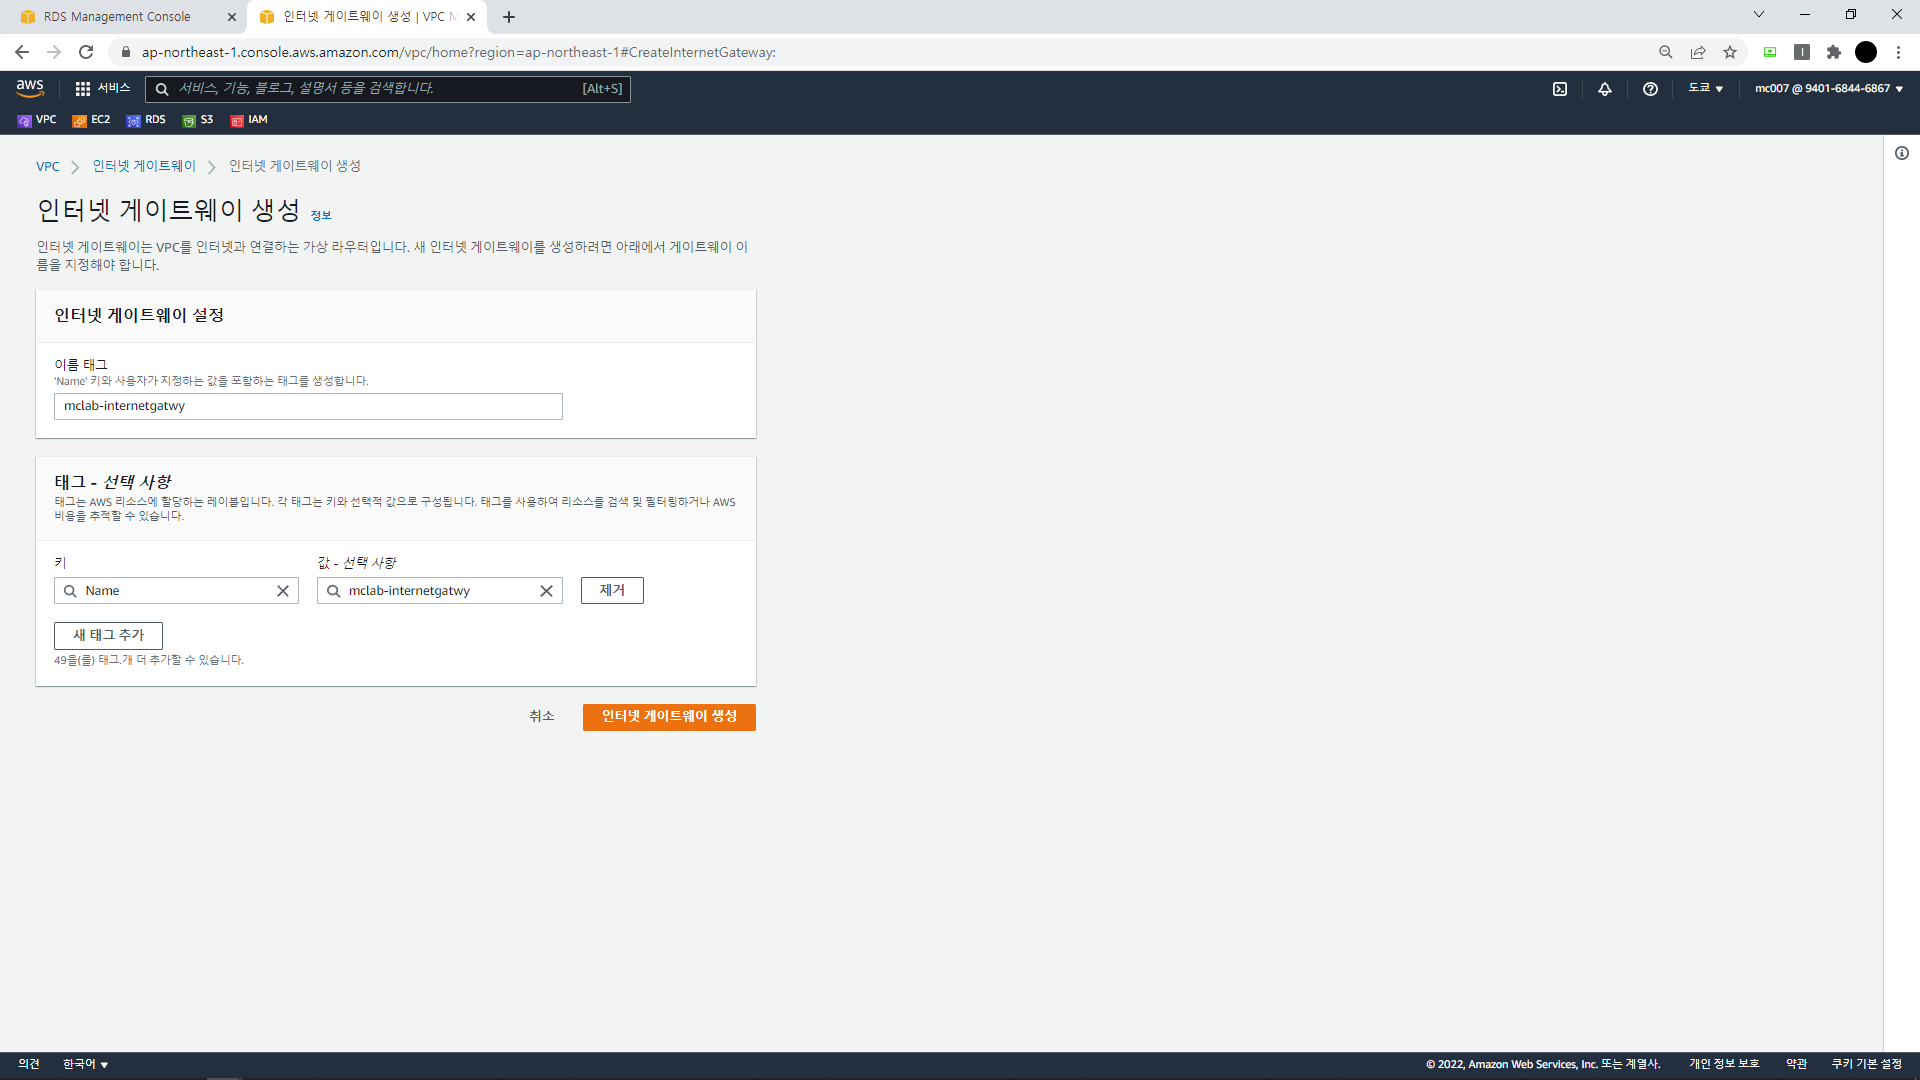 RDS Management Console
인터넷 게이트웨이 생성 | VPC M
ap-northeast-1.console.aws.amazon.com/vpc/home?region=ap-northeast-1#CreateInternetGateway:
aws
서비스
서비스, 기능, 블로그, 설명서 등을 검색합니다.
[Alt+S]
도쿄
mc007 @ 9401-6844-6867
VPC
EC2
RDS
S3
IAM
VPC
인터넷 게이트웨이
인터넷 게이트웨이 생성
인터넷 게이트웨이 생성 정보
인터넷 게이트웨이는 VPC를 인터넷과 연결하는 가상 라우터입니다. 새 인터넷 게이트웨이를 생성하려면 아래에서 게이트웨이 이
름을 지정해야 합니다.
인터넷 게이트웨이 설정
이름 태그
'Name' 키와 사용자가 지정하는 값을 포함하는 태그를 생성합니다.
mclab-internetgatwy
태그 - 선택 사항
태그는 AWS 리소스에 할당하는 레이블입니다. 각 태그는 키와 선택적 값으로 구성됩니다. 태그를 사용하여 리소스를 검색 및 필터링하거나 AWS
비용을 추적할 수 있습니다.
키
값 - 선택 사항
Name
mclab-internetgatwy
제거
새 태그 추가
49을(를) 태그.개 더 추가할 수 있습니다.
취소
인터넷 게이트웨이 생성
의견
한국어
© 2022, Amazon Web Services, Inc. 또는 계열사.
개인 정보 보호
약관
쿠키 기본 설정